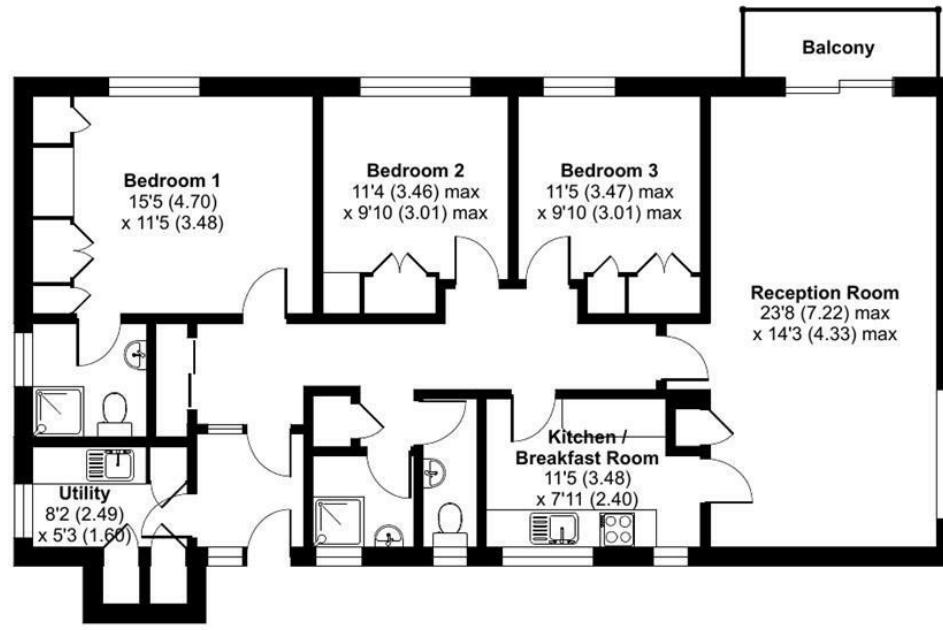 Balcony
Bedroom 1
15'5 (4.70)
x 11'5 (3.48)
Bedroom 2
11'4 (3.46) max
x 9'10 (3.01) max
Bedroom 3
11'5 (3.47) max
x 9'10 (3.01) max
Reception Room
23'8 (7.22) max
x 14'3 (4.33) max
Kitchen /
Breakfast Room
11'5 (3.48)
x 7'11 (2.40)
Utility
8'2 (2.49)
x 5'3 (1.60)